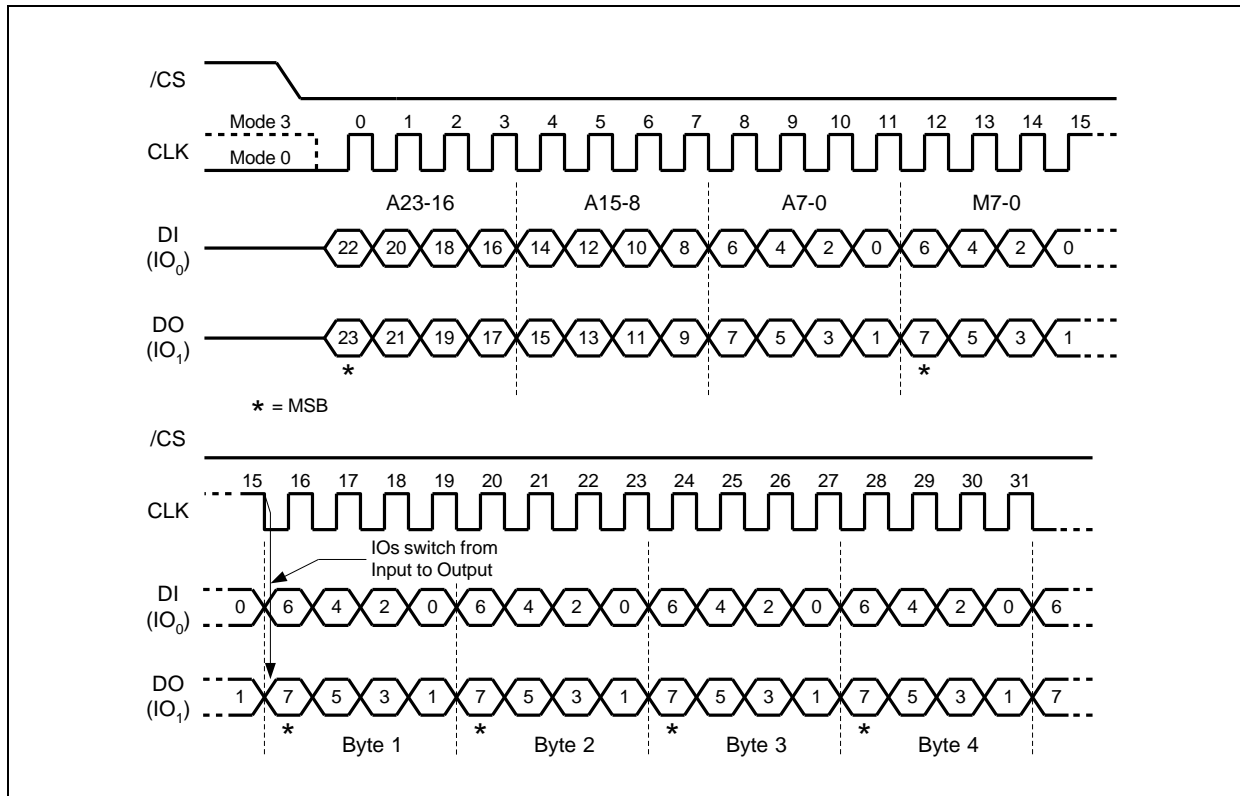 /CS
Mode 3 0 1 2 3 4 5 6 7 8 9 10 11 12 13 14 15
CLK
Mode 0
A23-16 A15-8 A7-0 M7-0
DI
(IO0) 22 20 18 16 14 12 10 8 6 4 2 0 6 4 2 0
DO
(IO1) 23 21 19 17 15 13 11 9 7 5 3 1 7 5 3 1
* *
* = MSB
/CS
15 16 17 18 19 20 21 22 23 24 25 26 27 28 29 30 31
CLK
IOs switch from
Input to Output
DI
(IO0) 0 6 4 2 0 6 4 2 0 6 4 2 0 6 4 2 0 6
DO
(IO1) 1 7 5 3 1 7 5 3 1 7 5 3 1 7 5 3 1 7
* * * *
Byte 1 Byte 2 Byte 3 Byte 4